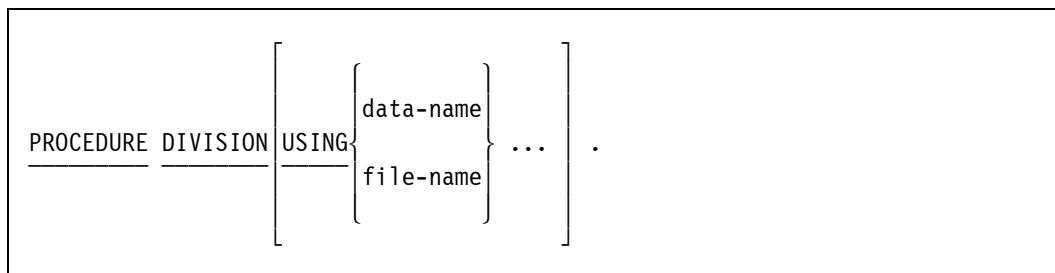 data-name
PROCEDURE DIVISION USING ... .
file-name